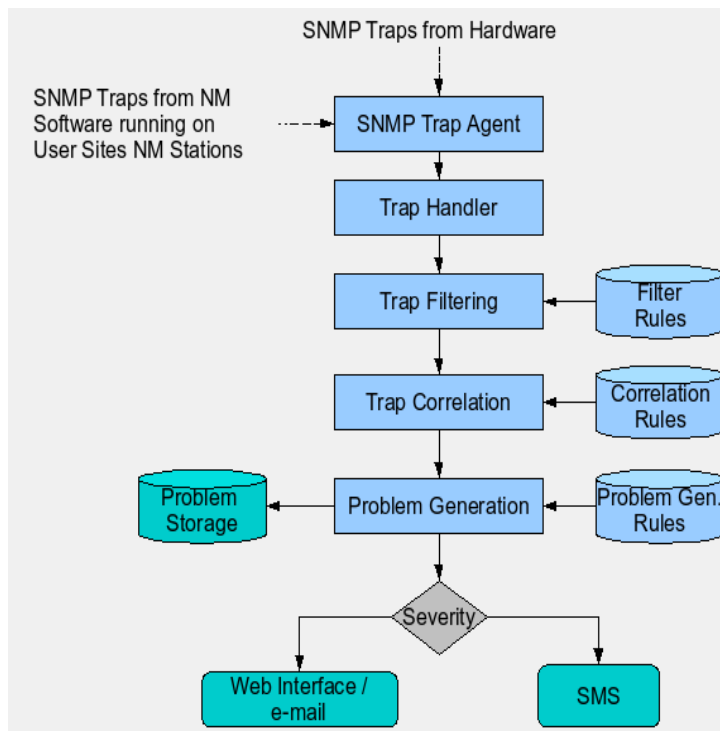 SNMP Traps from Hardware
SNMP Traps from NM
Software running on
User Sites NM Stations
SNMP Trap Agent
Trap Handler
Trap Filtering
Filter
Rules
Trap Correlation
Correlation
Rules
Problem
Storage
Problem Generation
Problem Gen.
Rules
Severity
Web Interface /
e-mail
SMS